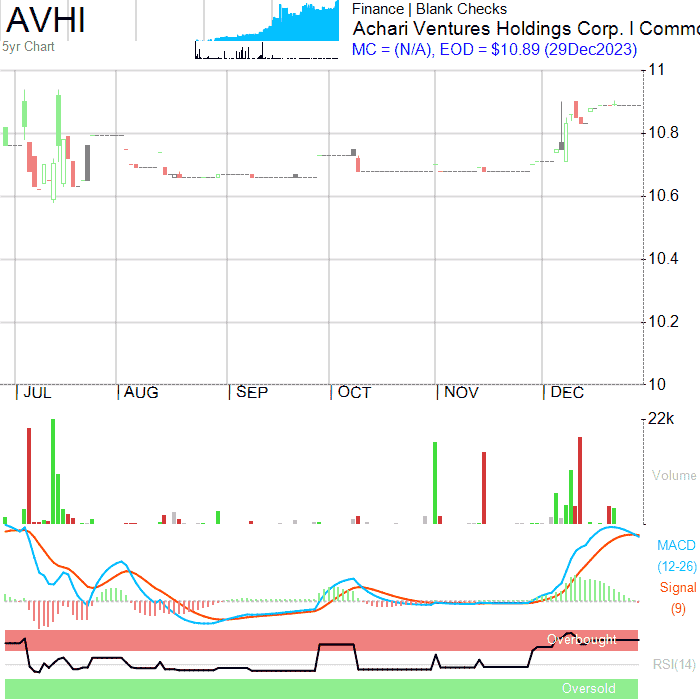 AVHI
5yr Chart
Finance | Blank Checks
Achari Ventures Holdings Corp. I Commo
MC = (N/A), EOD = $10.89 (29Dec2023)
11
10.8
10.6
10.4
10.2
10
JUL AUG SEP OCT NOV DEC
22k
Volume
MACD
(12-26)
Signal
(9)
Overbought
RSI(14)
Oversold